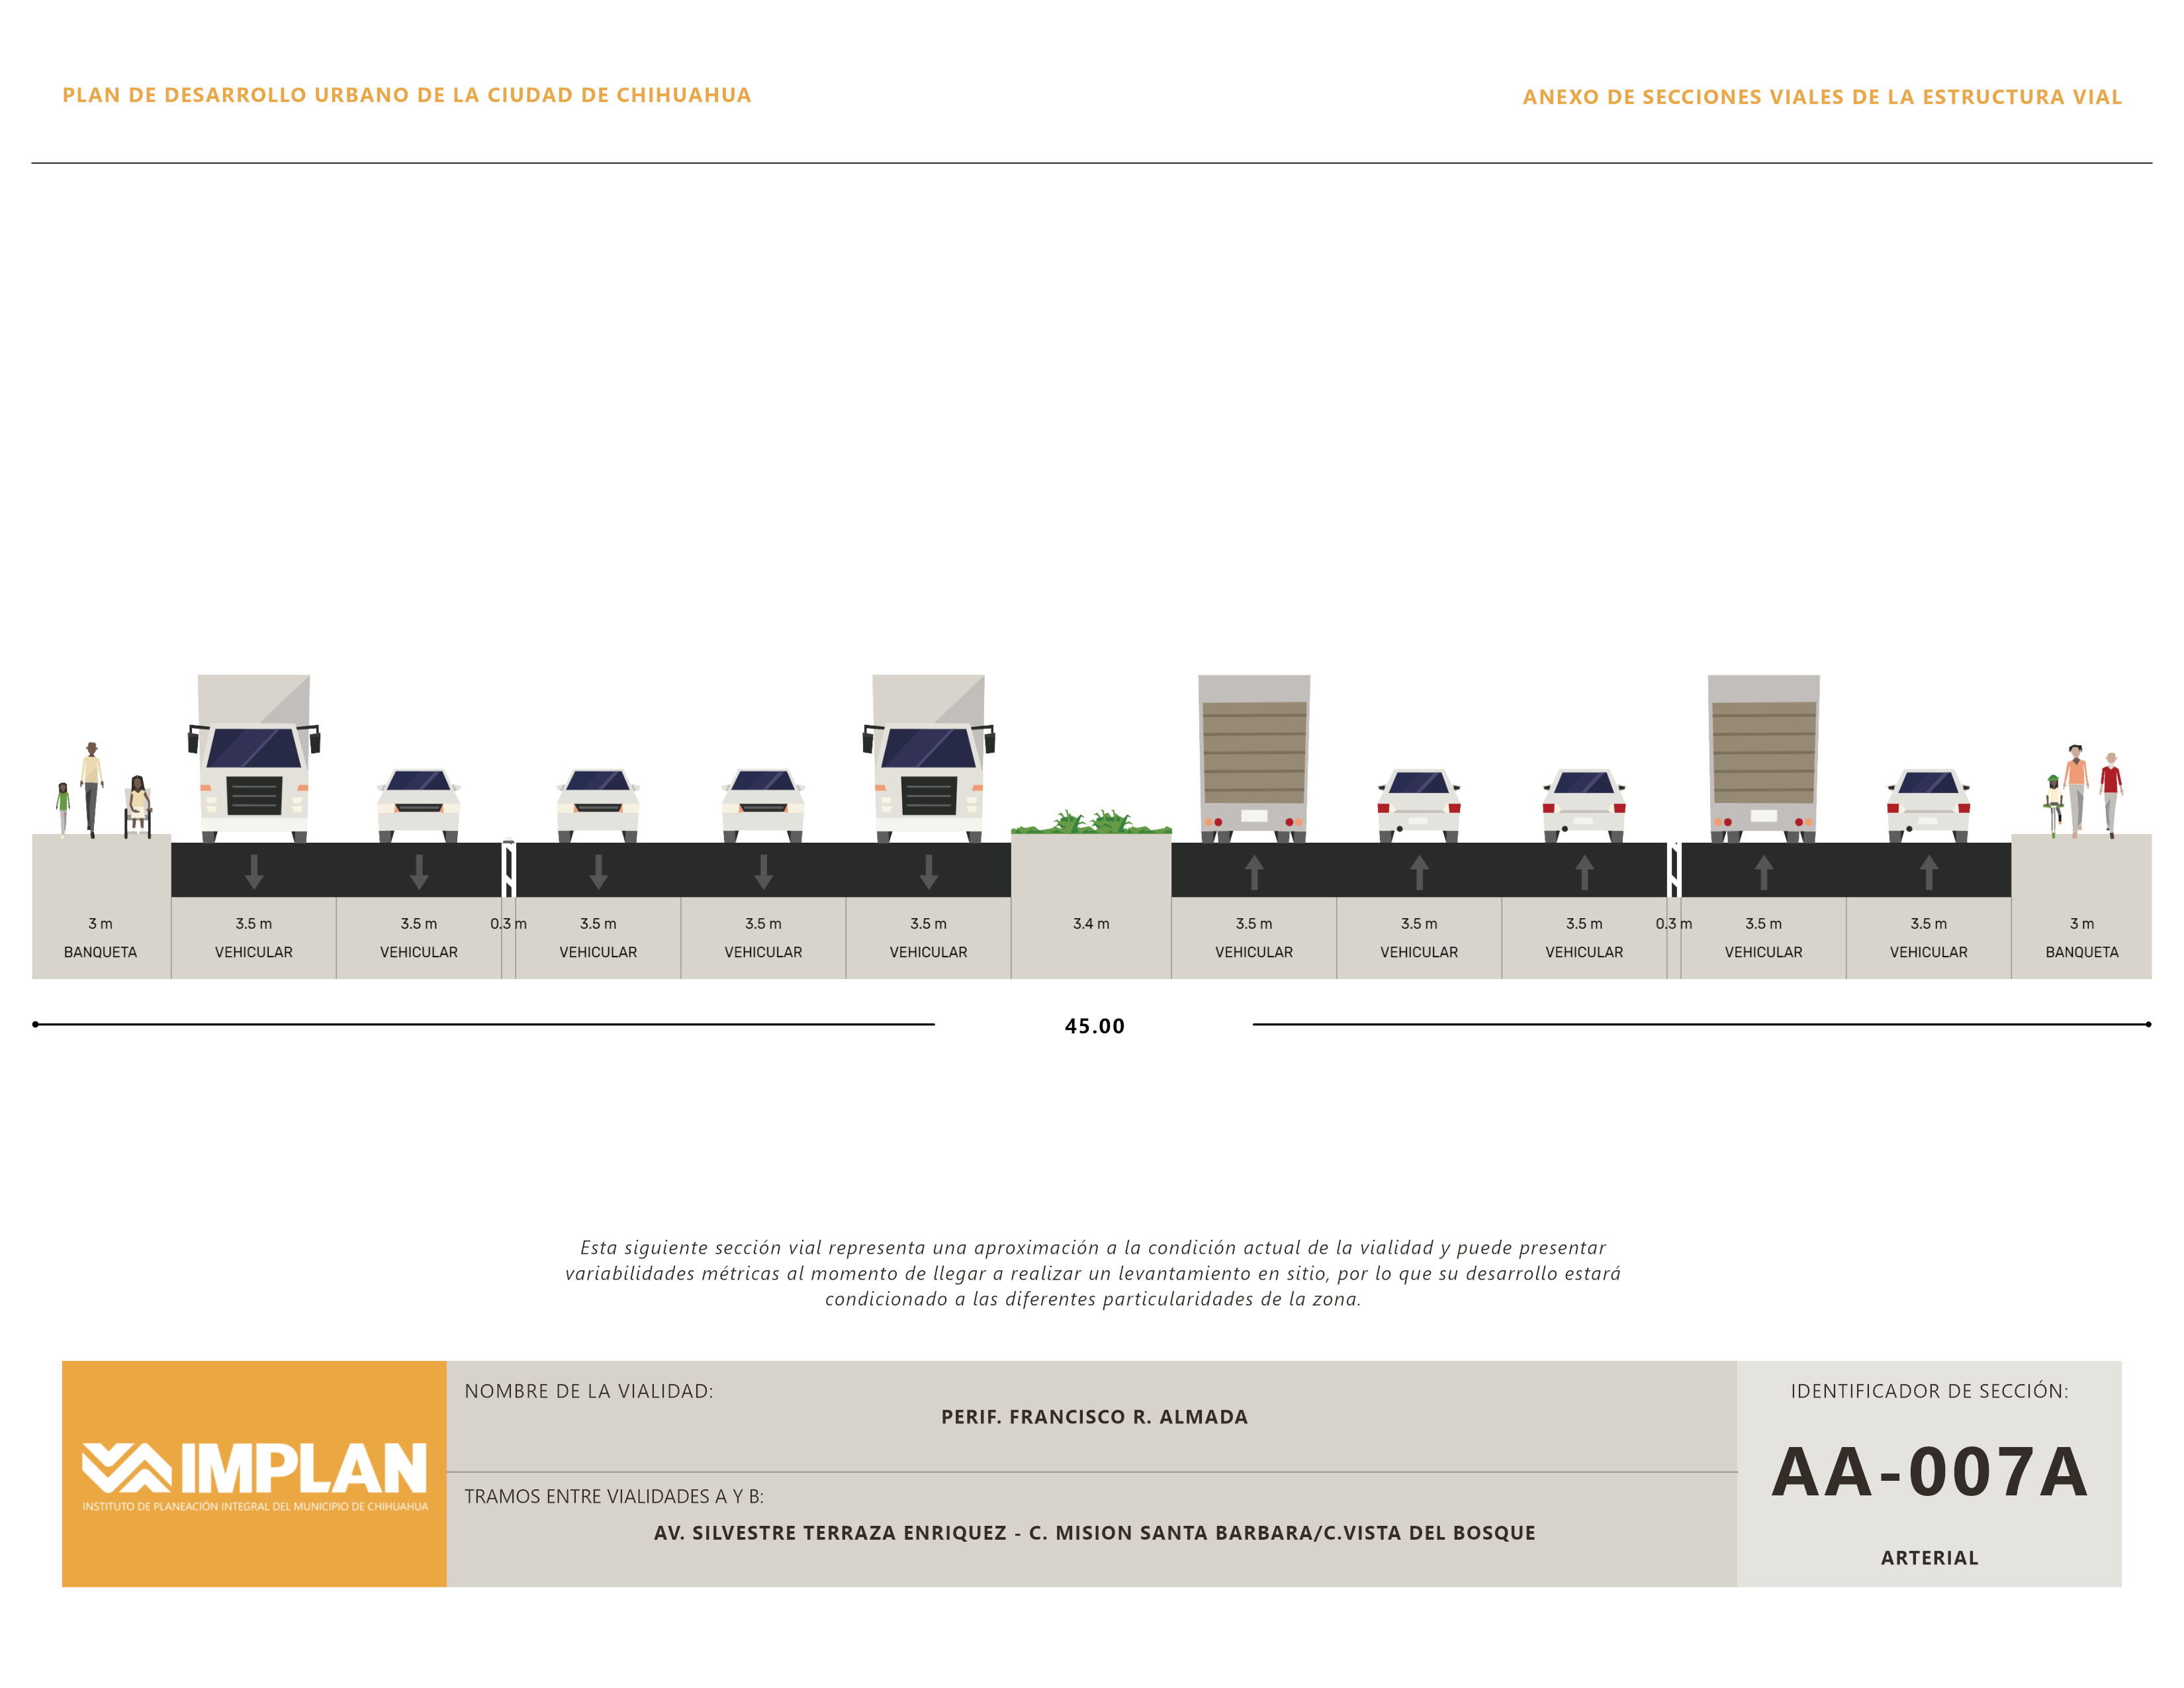 PLAN DE DESARROLLO URBANO DE LA CIUDAD DE CHIHUAHUA
ANEXO DE SECCIONES VIALES DE LA ESTRUCTURA VIAL
3 m 3.5 m 3.5 m 0.3 m 3.5 m 3.5 m 3.5 m 3.4 m 3.5 m 3.5 m 3.5 m 0.3 m 3.5 m 3.5 m 3 m
BANQUETA VEHICULAR VEHICULAR VEHICULAR VEHICULAR VEHICULAR VEHICULAR VEHICULAR VEHICULAR VEHICULAR VEHICULAR BANQUETA
45.00
Esta siguiente sección vial representa una aproximación a la condición actual de la vialidad y puede presentar
variabilidades métricas al momento de llegar a realizar un levantamiento en sitio, por lo que su desarrollo estará
condicionado a las diferentes particularidades de la zona.
IMPLAN
INSTITUTO DE PLANEACIÓN INTEGRAL DEL MUNICIPIO DE CHIHUAHUA
NOMBRE DE LA VIALIDAD:
PERIF. FRANCISCO R. ALMADA
TRAMOS ENTRE VIALIDADES A Y B:
AV. SILVESTRE TERRAZA ENRIQUEZ - C. MISION SANTA BARBARA/C.VISTA DEL BOSQUE
IDENTIFICADOR DE SECCIÓN:
AA-007A
ARTERIAL